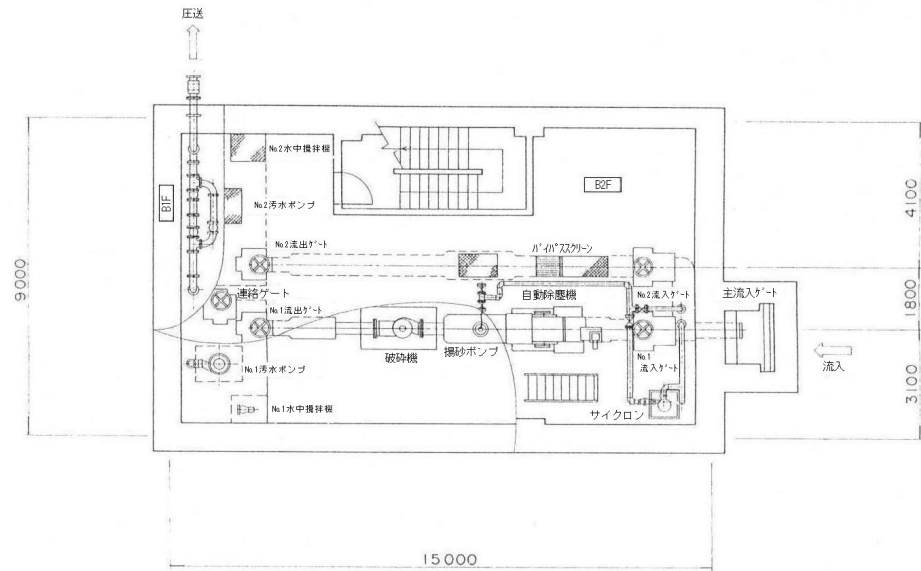 圧送
No.2水中攪拌機
B1F
No.2汚水ポンプ
B2F
4100
9000
No.2流出ゲート
バイパススクリーン
連絡ゲート
自動除塵機
No.2流入ゲート
主流入ゲート
1800
No.1流出ゲート
破砕機
揚砂ポンプ
No.1
流入ゲート
流入
No.1汚水ポンプ
3100
No.1水中攪拌機
サイクロン
15000